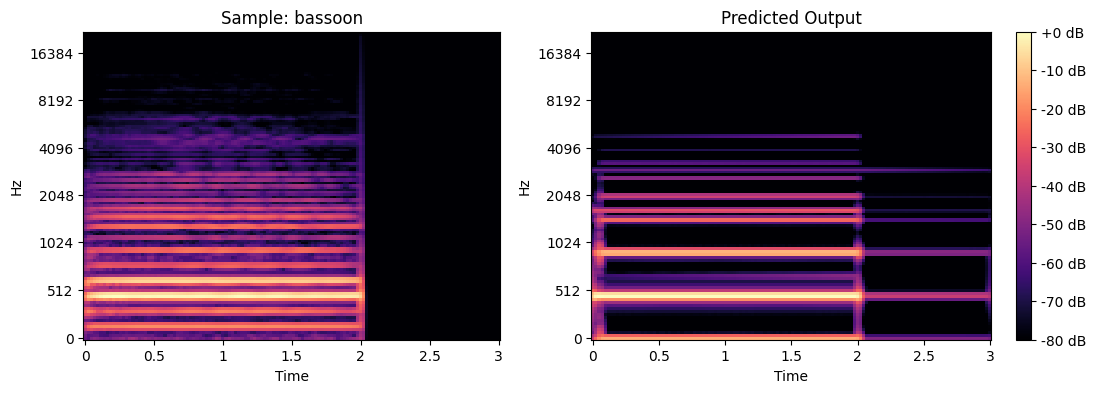 Sample: bassoon
Hz
16384
8192
4096
2048
1024
512
0
0 0.5 1 1.5 2 2.5 3
Time
Predicted Output
Hz
16384
8192
4096
2048
1024
512
0
0 0.5 1 1.5 2 2.5 3
Time
+0 dB
-10 dB
-20 dB
-30 dB
-40 dB
-50 dB
-60 dB
-70 dB
-80 dB